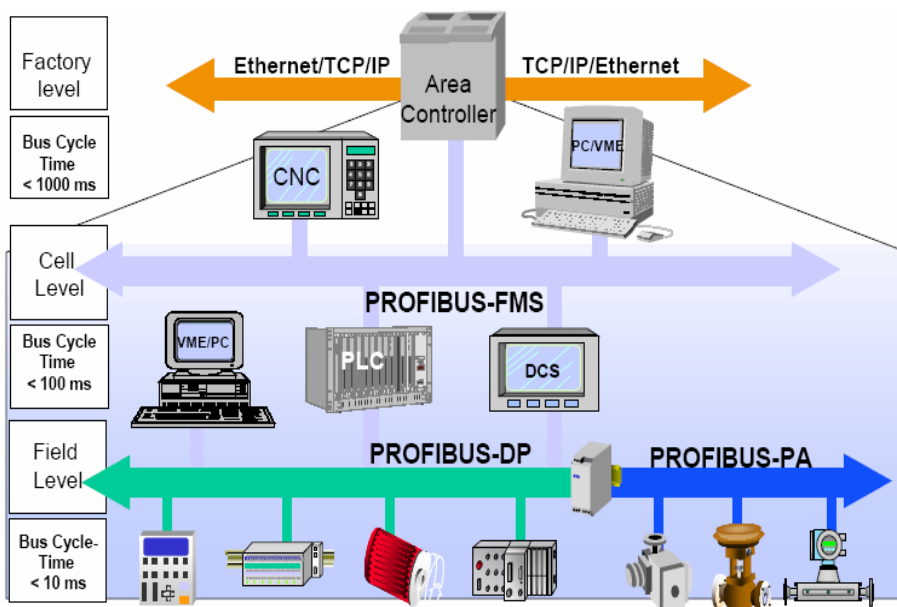 Factory
level
Ethernet/TCP/IP
TCP/IP/Ethernet
Area
Controller
Bus Cycle
Time
< 1000 ms
CNC
PC/VME
Cell
Level
PROFIBUS-FMS
Bus Cycle
Time
< 100 ms
VME/PC
PLC
DCS
Field
Level
PROFIBUS-DP
PROFIBUS-PA
Bus Cycle-
Time
< 10 ms